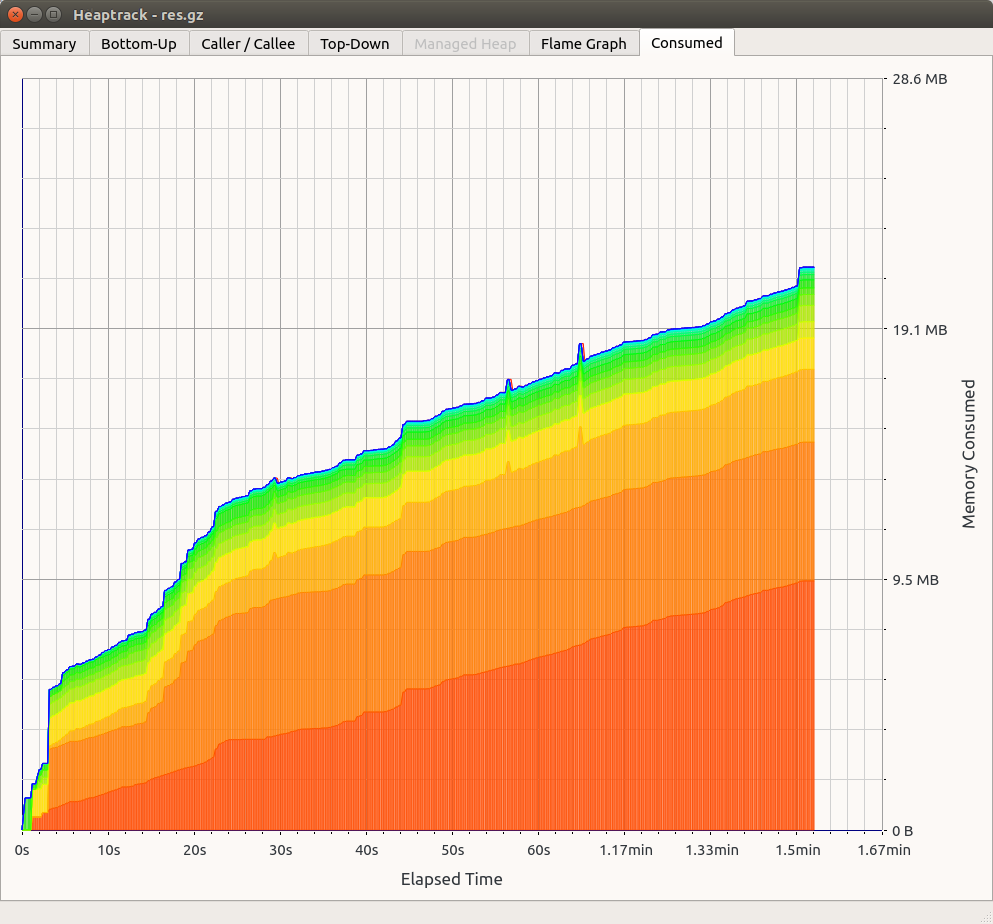 Heaptrack - res.gz
Summary Bottom-Up Caller / Callee Top-Down Managed Heap Flame Graph Consumed
28.6 MB
19.1 MB
Memory Consumed
9.5 MB
0 B
0s 10s 20s 30s 40s 50s 60s 1.17min 1.33min 1.5min 1.67min
Elapsed Time